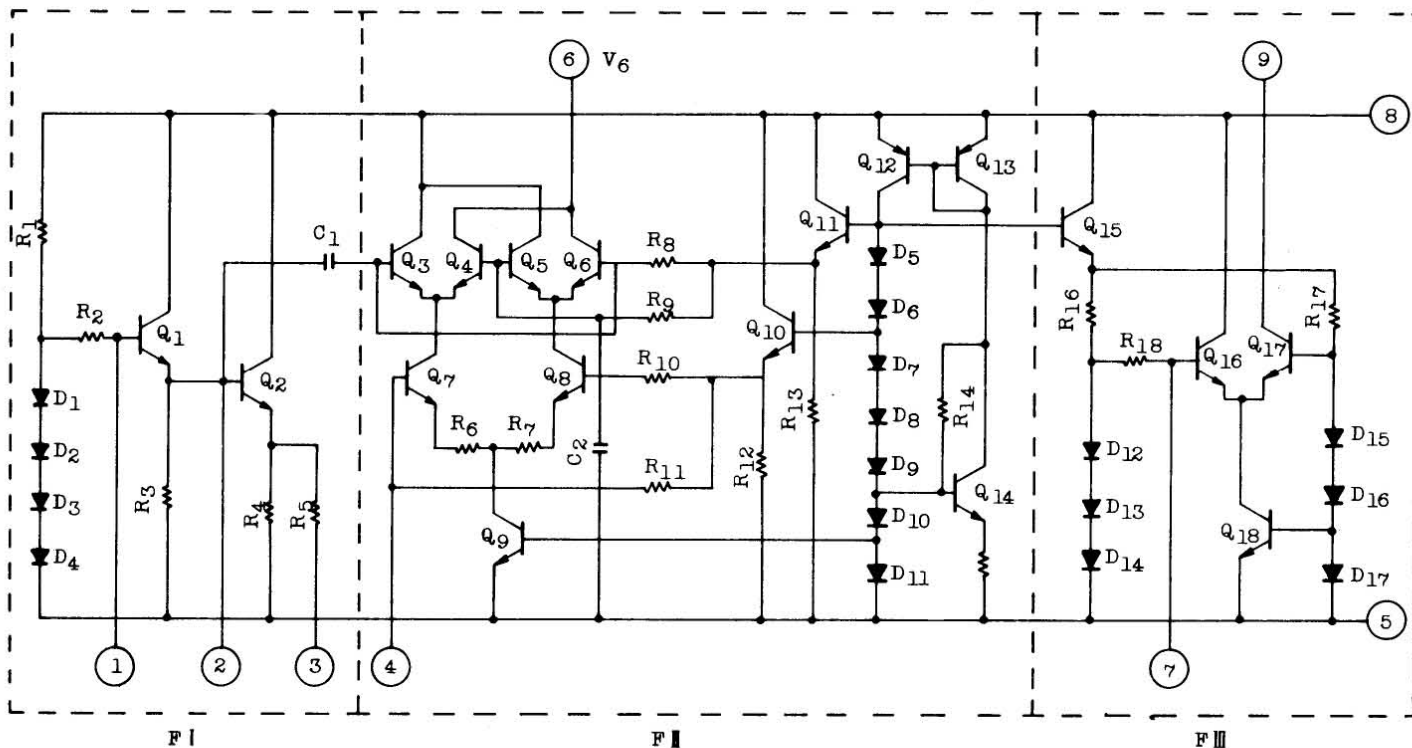 6 V6 9
8
Q12 Q13
R1 C1 Q11 Q15
Q3 Q4 Q5 Q6 R8 D5
R2 R9 D6 R16 R17
Q1 Q10 R18 Q16 Q17
Q2 Q7 Q8 R10 D7
D1 R13 R14
R6 R7 C2 D8 D12 D15
D2 R11 R12 D9 Q14
D3 R3 R4 R5 D10 D13 D16
Q9 Q18
D4 D11 D14 D17
5
1 2 3 4 7
FⅠ FⅡ FⅢ